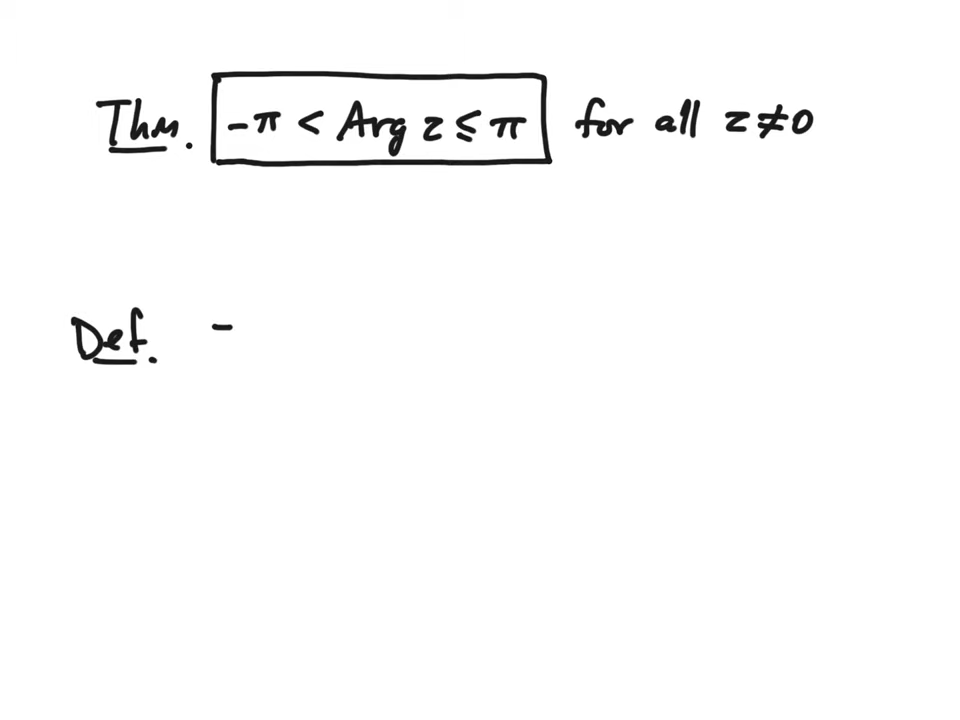 Thm. -π < Arg z ≤ π for all z ≠ 0
Def. -